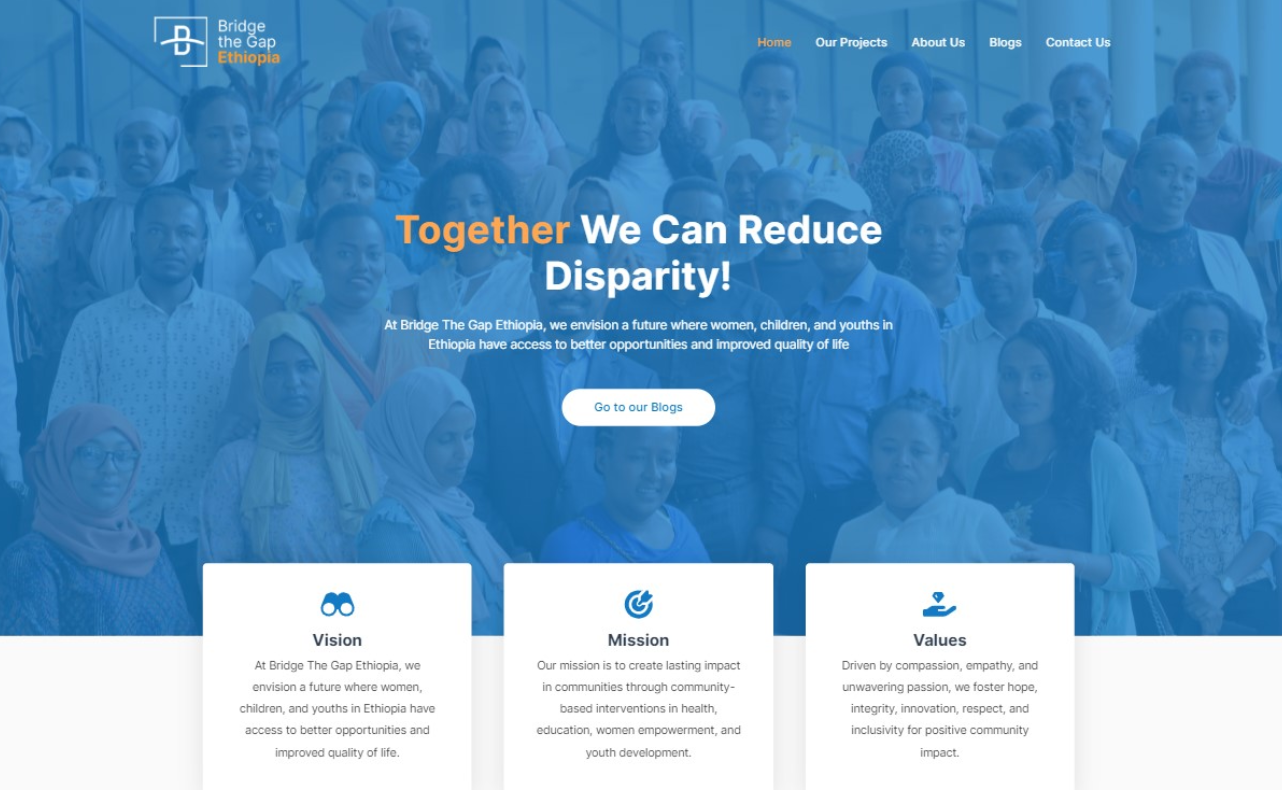 Bridge
the Gap
Ethiopia
Home Our Projects About Us Blogs Contact Us
Together We Can Reduce
Disparity!
At Bridge The Gap Ethiopia, we envision a future where women, children, and youths in
Ethiopia have access to better opportunities and improved quality of life
Go to our Blogs
Vision
At Bridge The Gap Ethiopia, we
envision a future where women,
children, and youths in Ethiopia have
access to better opportunities and
improved quality of life.
Mission
Our mission is to create lasting impact
in communities through community-
based interventions in health,
education, women empowerment, and
youth development.
Values
Driven by compassion, empathy, and
unwavering passion, we foster hope,
integrity, innovation, respect, and
inclusivity for positive community
impact.